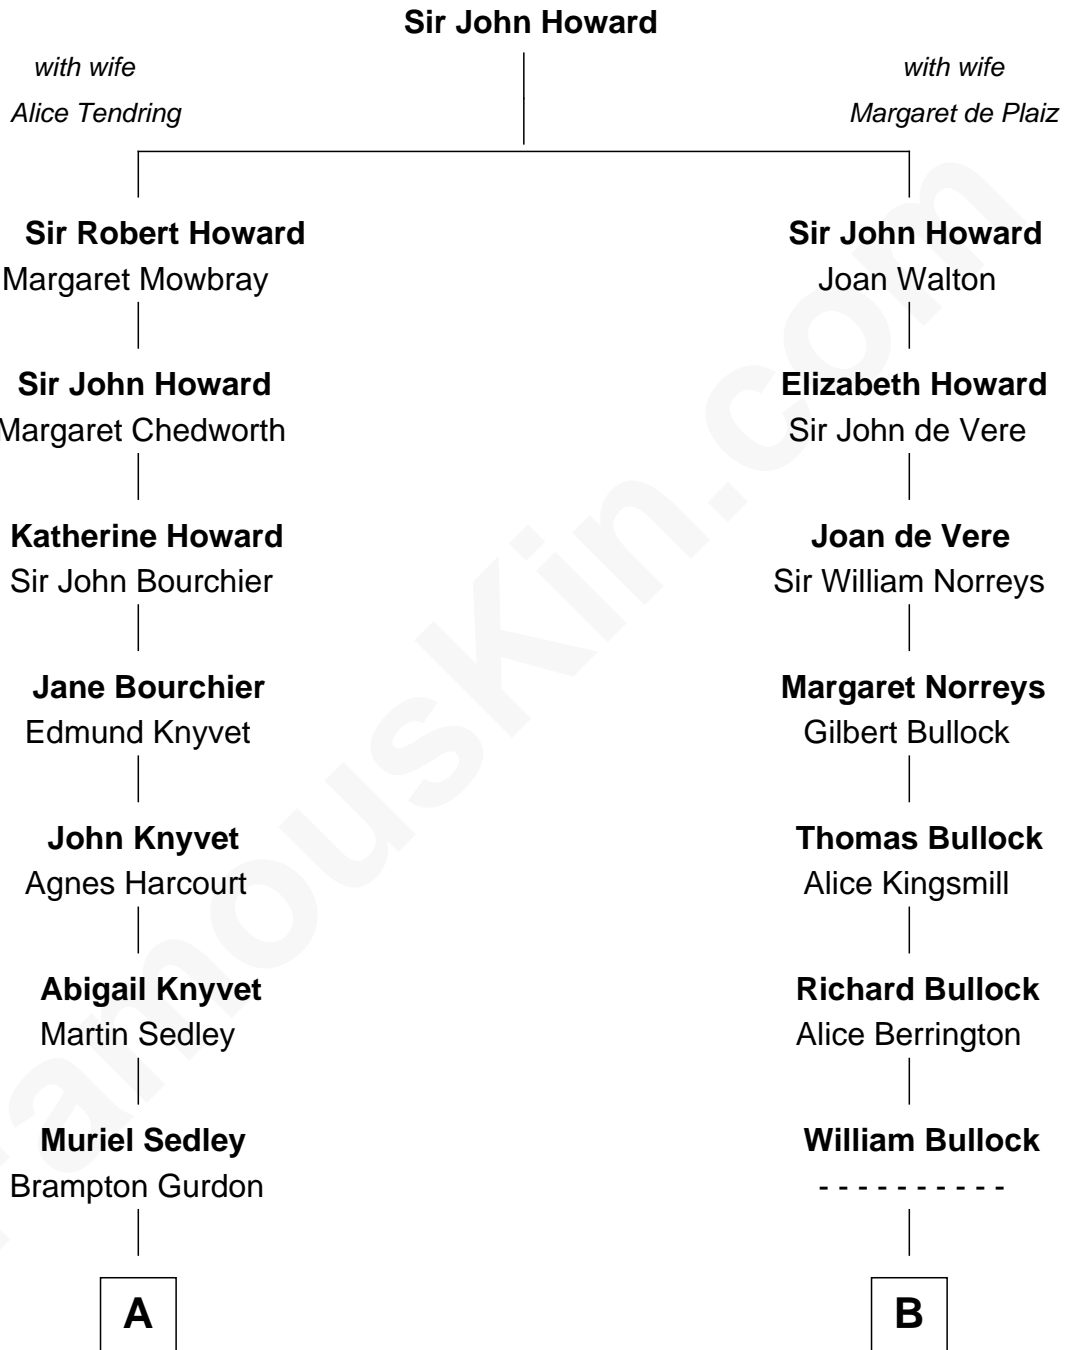 Sir John Howard
with wife
Alice Tendring
with wife
Margaret de Plaiz
Sir Robert Howard
Margaret Mowbray
Sir John Howard
Margaret Chedworth
Katherine Howard
Sir John Bourchier
Jane Bourchier
Edmund Knyvet
John Knyvet
Agnes Harcourt
Abigail Knyvet
Martin Sedley
Muriel Sedley
Brampton Gurdon
A
Sir John Howard
Joan Walton
Elizabeth Howard
Sir John de Vere
Joan de Vere
Sir William Norreys
Margaret Norreys
Gilbert Bullock
Thomas Bullock
Alice Kingsmill
Richard Bullock
Alice Berrington
William Bullock
- - - - - - - - - -
B
FamousKin.com